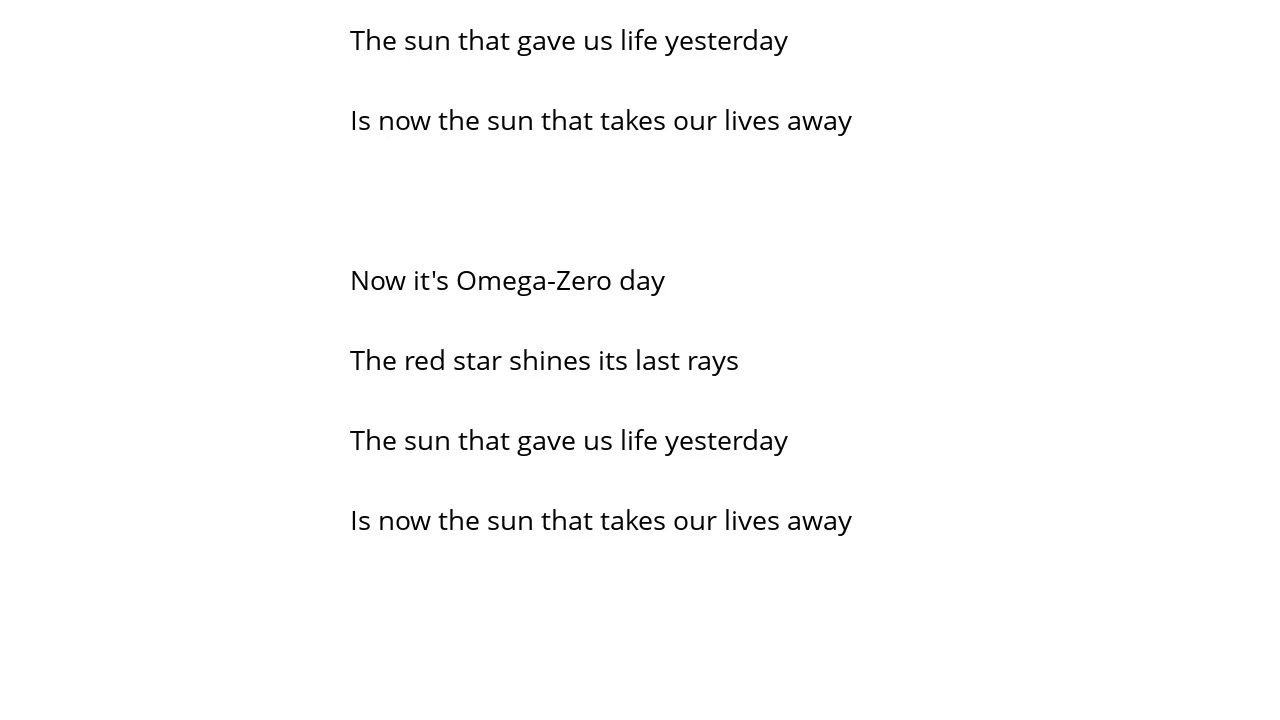 The sun that gave us life yesterday
Is now the sun that takes our lives away
Now it's Omega-Zero day
The red star shines its last rays
The sun that gave us life yesterday
Is now the sun that takes our lives away